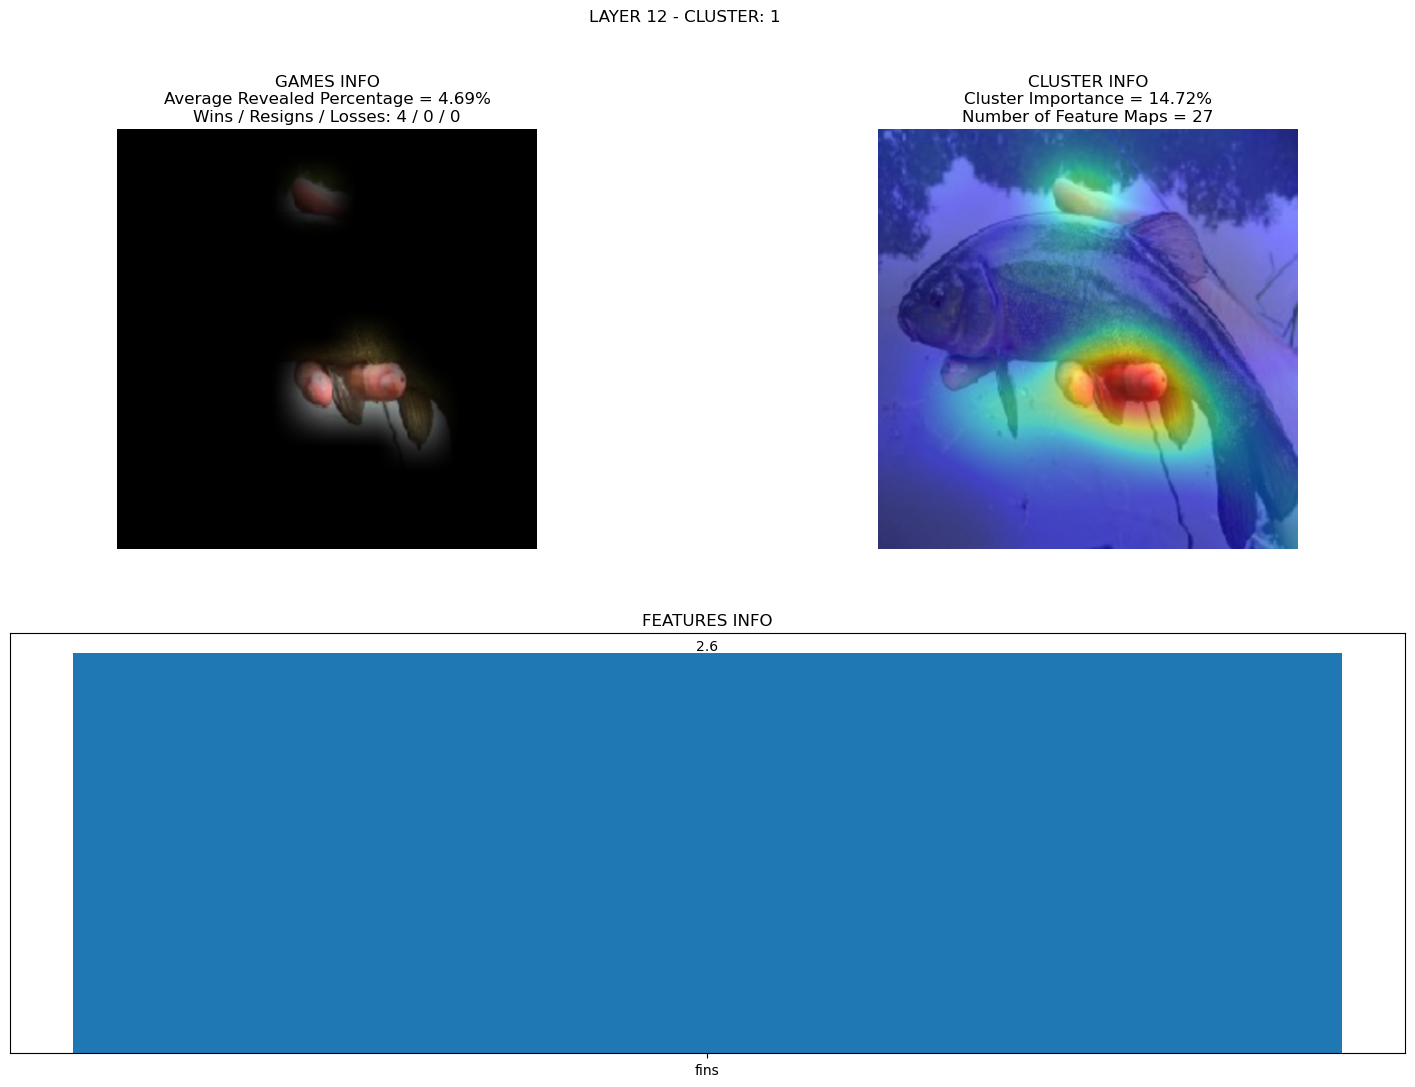 LAYER 12 - CLUSTER: 1
GAMES INFO
Average Revealed Percentage = 4.69%
Wins / Resigns / Losses: 4 / 0 / 0
CLUSTER INFO
Cluster Importance = 14.72%
Number of Feature Maps = 27
FEATURES INFO
2.6
fins